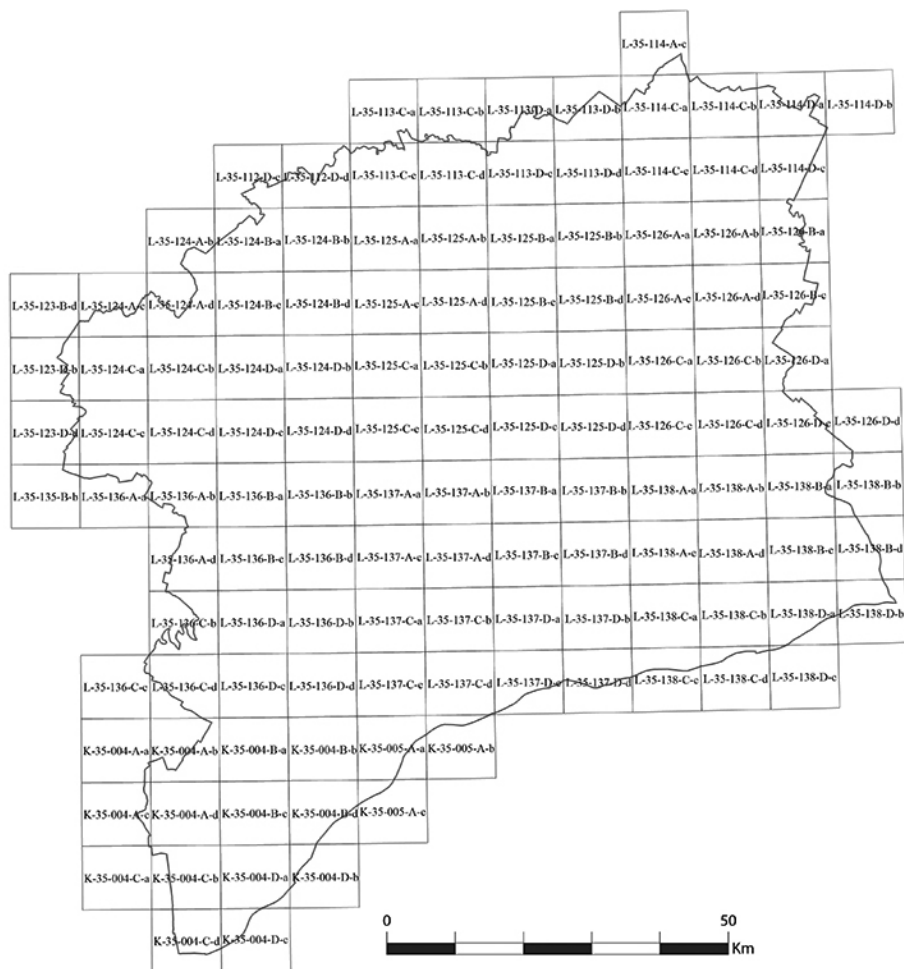 L-35-114-A-c
L-35-113-C-a L-35-113-C-b L-35-113-D-a L-35-113-D-b L-35-114-C-a L-35-114-C-b L-35-114-D-a L-35-114-D-b
L-35-112-D-c L-35-112-D-d L-35-113-C-c L-35-113-C-d L-35-113-D-c L-35-113-D-d L-35-114-C-c L-35-114-C-d L-35-114-D-c
L-35-124-A-b L-35-124-B-a L-35-124-B-b L-35-125-A-a L-35-125-A-b L-35-125-B-a L-35-125-B-b L-35-126-A-a L-35-126-A-b L-35-126-B-a
L-35-123-B-d L-35-124-A-c L-35-124-A-d L-35-124-B-c L-35-124-B-d L-35-125-A-c L-35-125-A-d L-35-125-B-c L-35-125-B-d L-35-126-A-c L-35-126-A-d L-35-126-B-c
L-35-123-D-b L-35-124-C-a L-35-124-C-b L-35-124-D-a L-35-124-D-b L-35-125-C-a L-35-125-C-b L-35-125-D-a L-35-125-D-b L-35-126-C-a L-35-126-C-b L-35-126-D-a
L-35-123-D-d L-35-124-C-c L-35-124-C-d L-35-124-D-c L-35-124-D-d L-35-125-C-c L-35-125-C-d L-35-125-D-c L-35-125-D-d L-35-126-C-c L-35-126-C-d L-35-126-D-c L-35-126-D-d
L-35-135-B-b L-35-136-A-a L-35-136-A-b L-35-136-B-a L-35-136-B-b L-35-137-A-a L-35-137-A-b L-35-137-B-a L-35-137-B-b L-35-138-A-a L-35-138-A-b L-35-138-B-a L-35-138-B-b
L-35-136-A-d L-35-136-B-c L-35-136-B-d L-35-137-A-c L-35-137-A-d L-35-137-B-c L-35-137-B-d L-35-138-A-c L-35-138-A-d L-35-138-B-c L-35-138-B-d
L-35-136-C-b L-35-136-D-a L-35-136-D-b L-35-137-C-a L-35-137-C-b L-35-137-D-a L-35-137-D-b L-35-138-C-a L-35-138-C-b L-35-138-D-a L-35-138-D-b
L-35-136-C-c L-35-136-C-d L-35-136-D-c L-35-136-D-d L-35-137-C-c L-35-137-C-d L-35-137-D-c L-35-137-D-d L-35-138-C-c L-35-138-C-d L-35-138-D-c
K-35-004-A-a K-35-004-A-b K-35-004-B-a K-35-004-B-b K-35-005-A-a K-35-005-A-b
K-35-004-A-c K-35-004-A-d K-35-004-B-c K-35-004-B-d K-35-005-A-c
K-35-004-C-a K-35-004-C-b K-35-004-D-a K-35-004-D-b
K-35-004-C-d K-35-004-D-c
0 50
Km